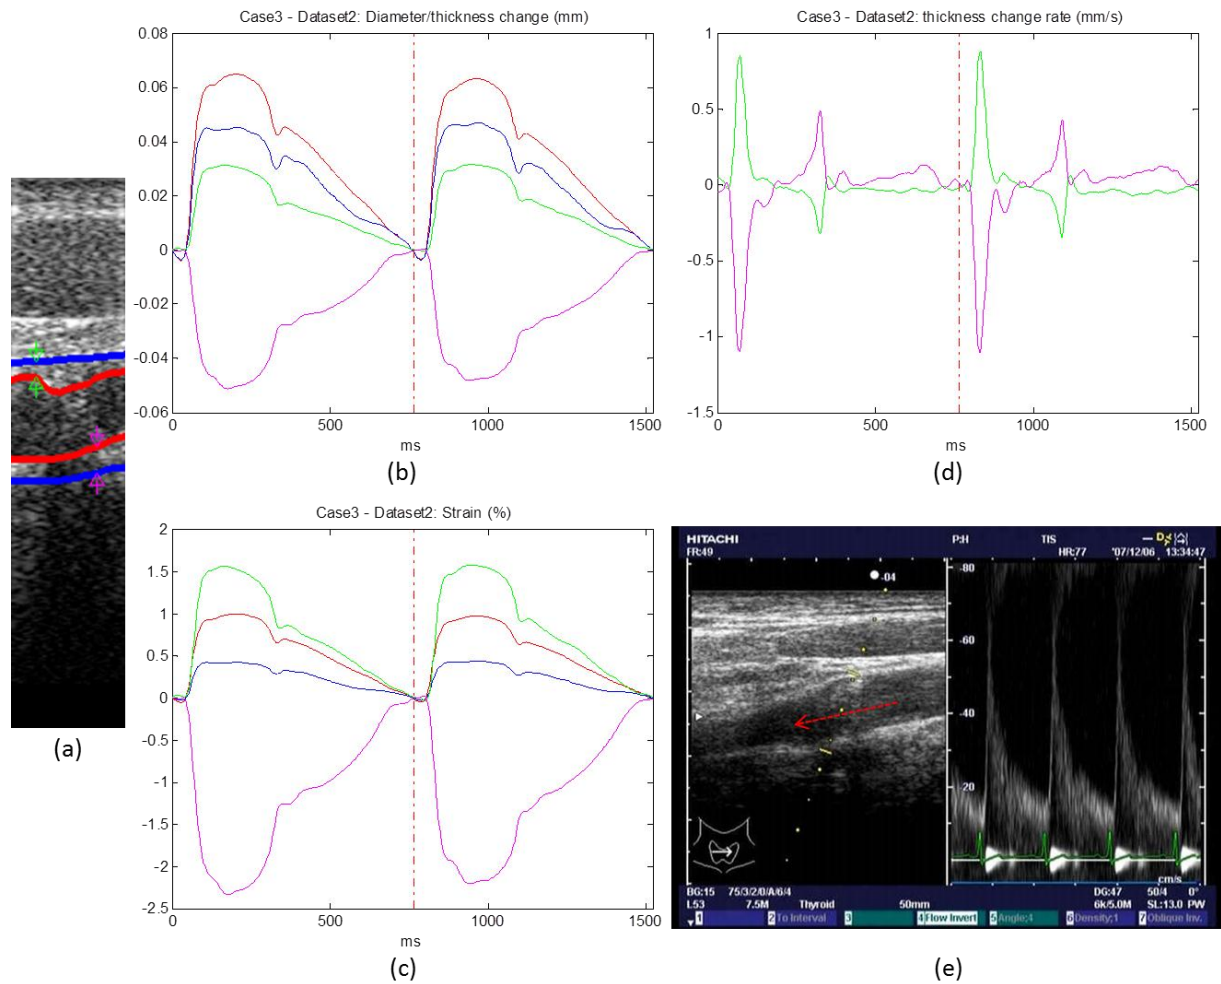 Case3 - Dataset2: Diameter/thickness change (mm)
0.08
0.06
0.04
0.02
0
-0.02
-0.04
-0.06
0
500
1000
1500
ms
(b)
Case3 - Dataset2: thickness change rate (mm/s)
1
0.5
0
-0.5
-1
-1.5
0
500
1000
1500
ms
(d)
(a)
Case3 - Dataset2: Strain (%)
2
1.5
1
0.5
0
-0.5
-1
-1.5
-2
-2.5
0
500
1000
1500
ms
(c)
HITACHI P:H TIS
FR:49 HR:77 '07/12/06 13:34:47
-04
-80
-60
-40
-20
cm/s
BG:15 75/3/2/0/A/6/4 DG:47 50/4 0°
L53 7.5M Thyroid 50mm 6k/5.0M SL:13.0 PW
1 2 To Interval 3 4 Flow Invert 5 Angle;4 6 Density;1 7 Oblique Inv.
(e)